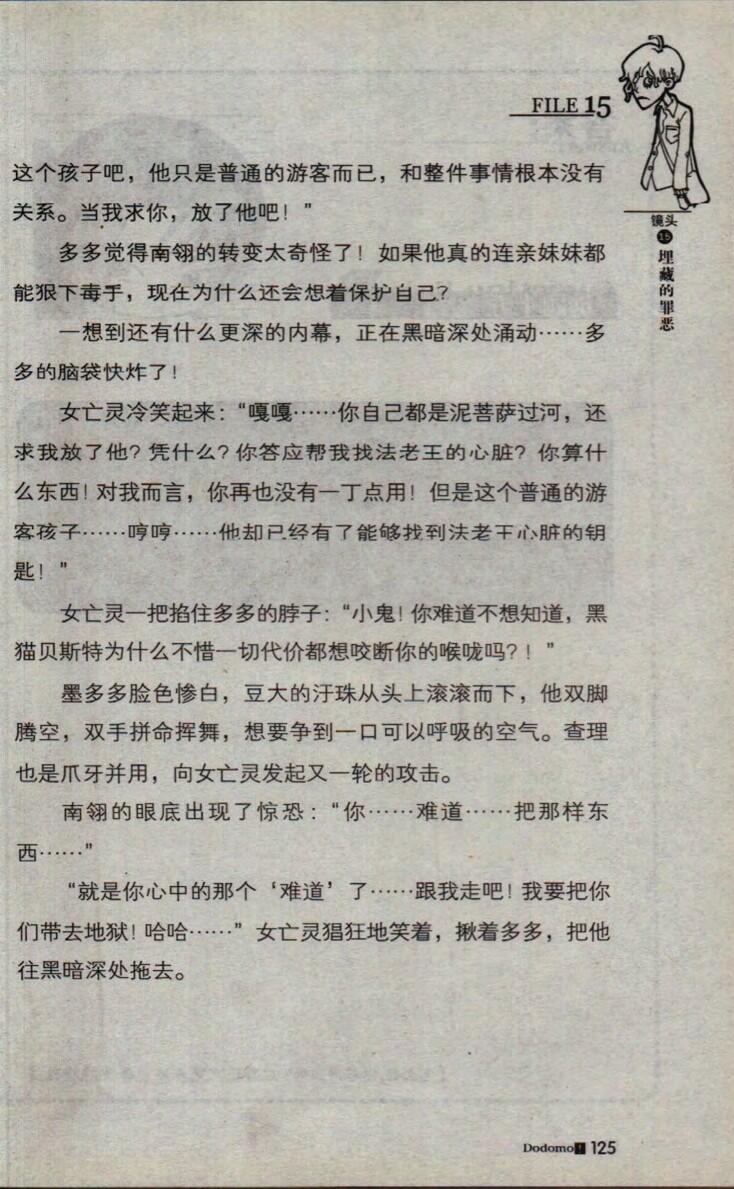 FILE 15
镜头
15
埋藏的罪恶
这个孩子吧，他只是普通的游客而已，和整件事情根本没有
关系。当我求你，放了他吧！”
多多觉得南翎的转变太奇怪了！如果他真的连亲妹妹都
能狠下毒手，现在为什么还会想着保护自己？
一想到还有什么更深的内幕，正在黑暗深处涌动……多
多的脑袋快炸了！
女亡灵冷笑起来：“嘎嘎……你自己都是泥菩萨过河，还
求我放了他？凭什么？你答应帮我找法老王的心脏？你算什
么东西！对我而言，你再也没有一丁点用！但是这个普通的游
客孩子……哼哼……他却已经有了能够找到法老王心脏的钥
匙！”
女亡灵一把掐住多多的脖子：“小鬼！你难道不想知道，黑
猫贝斯特为什么不惜一切代价都想咬断你的喉咙吗？！”
墨多多脸色惨白，豆大的汗珠从头上滚滚而下，他双脚
腾空，双手拼命挥舞，想要争到一口可以呼吸的空气。查理
也是爪牙并用，向女亡灵发起又一轮的攻击。
南翎的眼底出现了惊恐：“你……难道……把那样东
西……”
“就是你心中的那个‘难道’了……跟我走吧！我要把你
们带去地狱！哈哈……”女亡灵猖狂地笑着，揪着多多，把他
往黑暗深处拖去。
Dodomo! 125